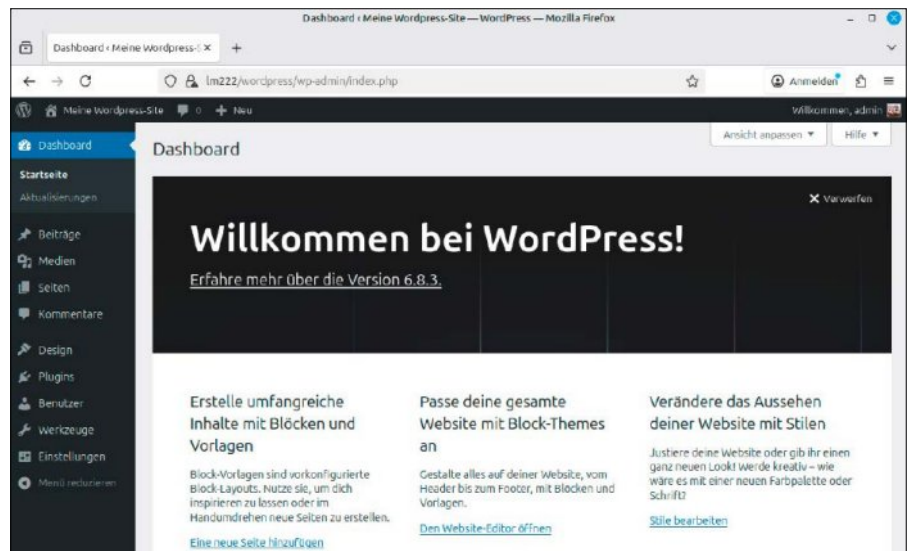 Dashboard ‹ Meine Wordpress-Site — WordPress — Mozilla Firefox
Dashboard ‹ Meine Wordpress-S
lm222/wordpress/wp-admin/index.php
Anmelden
Meine Wordpress-Site 0 + Neu
Willkommen, admin
Dashboard
Startseite
Aktualisierungen
Beiträge
Medien
Seiten
Kommentare
Design
Plugins
Benutzer
Werkzeuge
Einstellungen
Menü reduzieren
Ansicht anpassen
Hilfe
Dashboard
Verwerfen
Willkommen bei WordPress!
Erfahre mehr über die Version 6.8.3.
Erstelle umfangreiche
Inhalte mit Blöcken und
Vorlagen
Block-Vorlagen sind vorkonfigurierte
Block-Layouts. Nutze sie, um dich
inspirieren zu lassen oder im
Handumdrehen neue Seiten zu erstellen.
Eine neue Seite hinzufügen
Passe deine gesamte
Website mit Block-Themes
an
Gestalte alles auf deiner Website, vom
Header bis zum Footer, mit Blöcken und
Vorlagen.
Den Website-Editor öffnen
Verändere das Aussehen
deiner Website mit Stilen
Justiere deine Website oder gib ihr einen
ganz neuen Look! Werde kreativ – wie
wäre es mit einer neuen Farbpalette oder
Schrift?
Stile bearbeiten